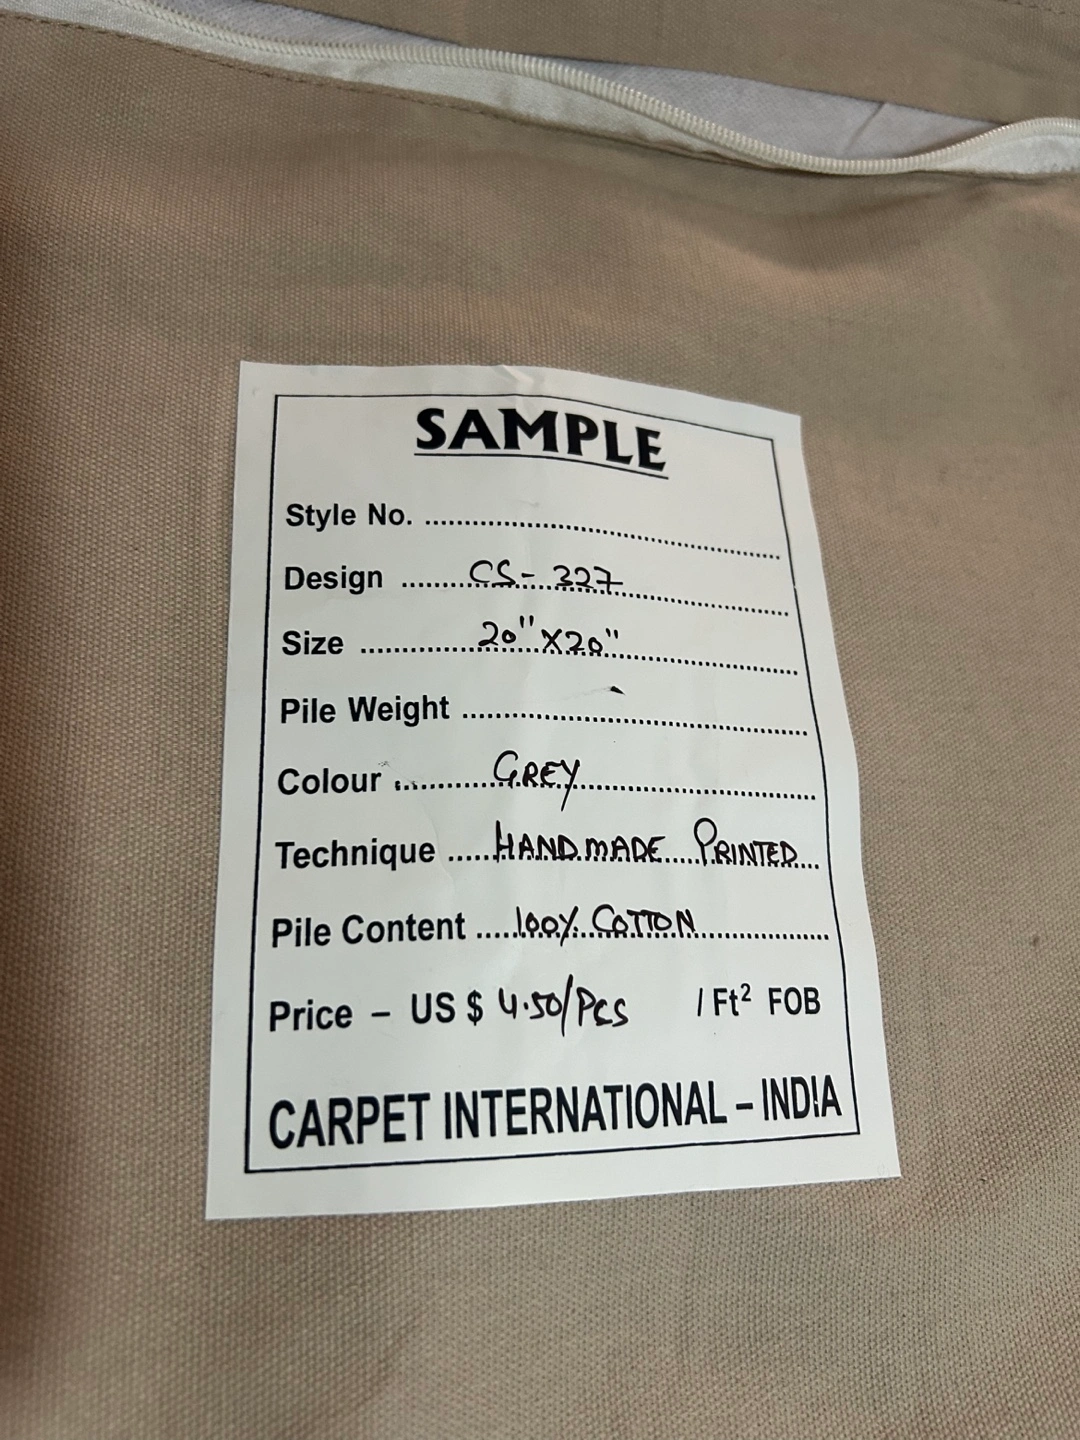 SAMPLE
Style No. ..........
Design .......... CS- 327
Size .......... 20" X 20"
Pile Weight ..........
Colour .......... GREY
Technique .......... HANDMADE PRINTED
Pile Content .......... 100% COTTON
Price – US $ 4.50/PCS / Ft² FOB
CARPET INTERNATIONAL – INDIA